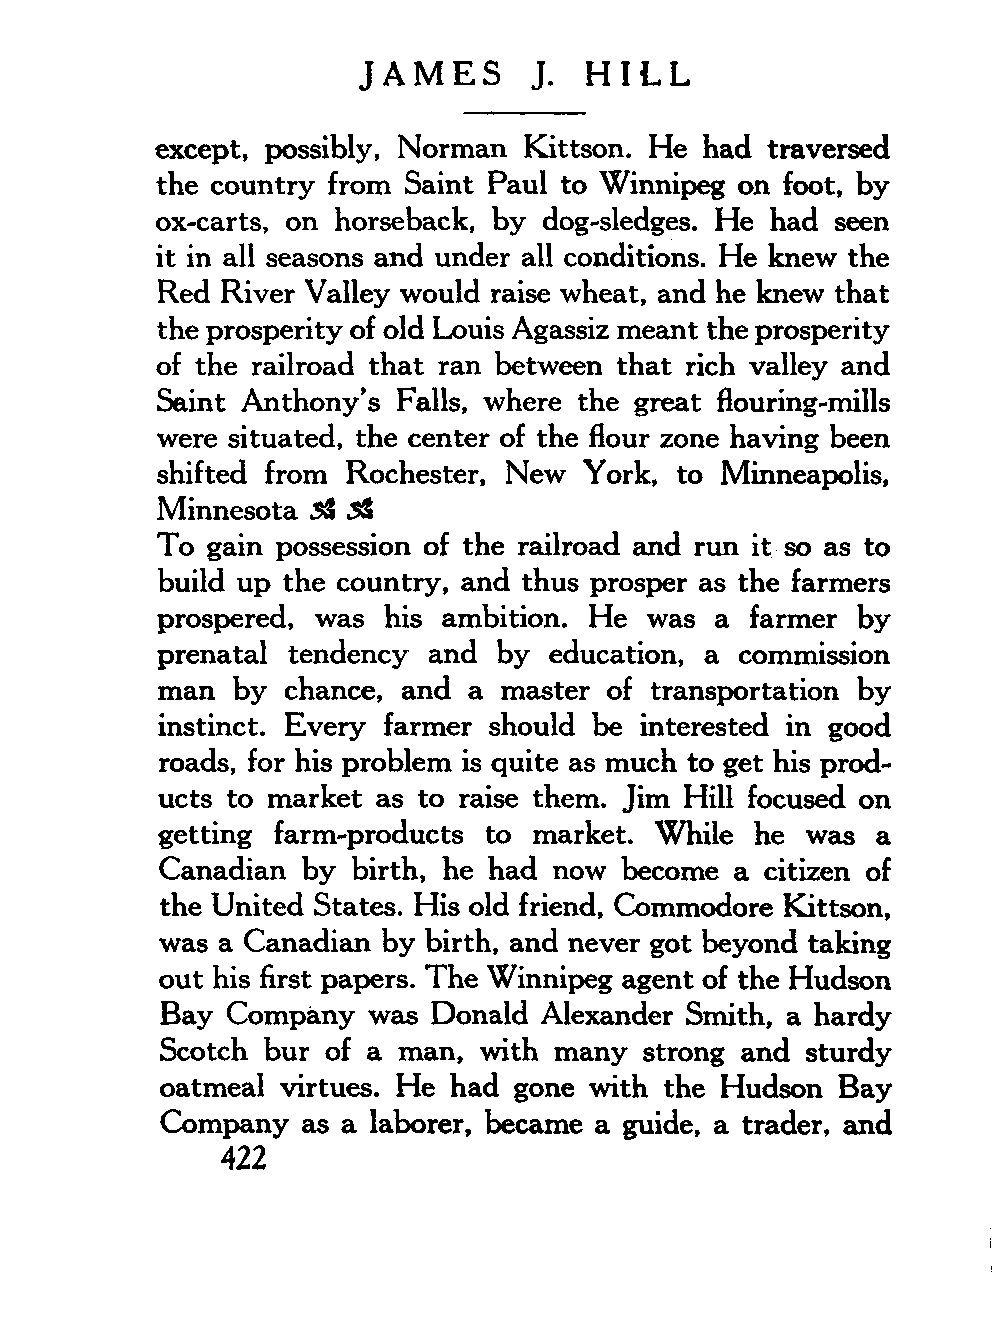 JAMES J. HILL
except, possibly, Norman Kittson. He had traversed
the country from Saint Paul to Winnipeg on foot, by
ox-carts, on horseback, by dog-sledges. He had seen
it in all seasons and under all conditions. He knew the
Red River Valley would raise wheat, and he knew that
the prosperity of old Louis Agassiz meant the prosperity
of the railroad that ran between that rich valley and
Saint Anthony's Falls, where the great flouring-mills
were situated, the center of the flour zone having been
shifted from Rochester, New York, to Minneapolis,
Minnesota
To gain possession of the railroad and run it so as to
build up the country, and thus prosper as the farmers
prospered, was his ambition. He was a farmer by
prenatal tendency and by education, a commission
man by chance, and a master of transportation by
instinct. Every farmer should be interested in good
roads, for his problem is quite as much to get his prod-
ucts to market as to raise them. Jim Hill focused on
getting farm-products to market. While he was a
Canadian by birth, he had now become a citizen of
the United States. His old friend, Commodore Kittson,
was a Canadian by birth, and never got beyond taking
out his first papers. The Winnipeg agent of the Hudson
Bay Company was Donald Alexander Smith, a hardy
Scotch bur of a man, with many strong and sturdy
oatmeal virtues. He had gone with the Hudson Bay
Company as a laborer, became a guide, a trader, and
422